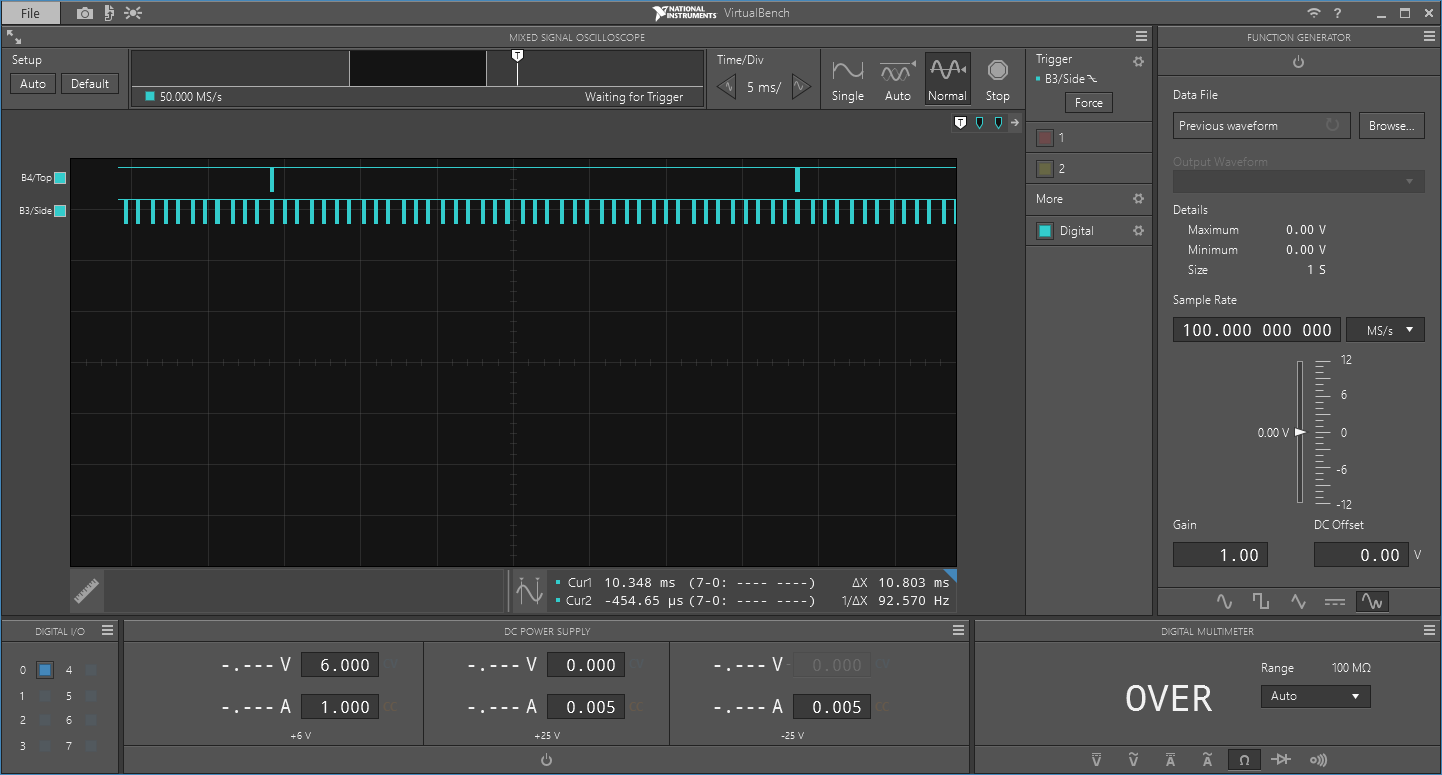 File
NATIONAL INSTRUMENTS VirtualBench
?
MIXED SIGNAL OSCILLOSCOPE
Setup
Auto Default
50.000 MS/s Waiting for Trigger
T
Time/Div
5 ms/
Single Auto Normal Stop
Trigger
B3/Side
Force
1
2
More
Digital
T
B4/Top
B3/Side
Cur1 10.348 ms (7-0: ---- ----) ΔX 10.803 ms
Cur2 -454.65 µs (7-0: ---- ----) 1/ΔX 92.570 Hz
FUNCTION GENERATOR
Data File
Previous waveform Browse...
Output Waveform
Details
Maximum 0.00 V
Minimum 0.00 V
Size 1 S
Sample Rate
100.000 000 000 MS/s
12
6
0.00 V 0
-6
-12
Gain DC Offset
1.00 0.00 V
DIGITAL I/O
0 4
1 5
2 6
3 7
DC POWER SUPPLY
-.--- V 6.000 CV
-.--- A 1.000 CC
+6 V
-.--- V 0.000 CV
-.--- A 0.005 CC
+25 V
-.--- V - 0.000 CV
-.--- A 0.005 CC
-25 V
DIGITAL MULTIMETER
OVER
Range 100 MΩ
Auto
V V A A Ω